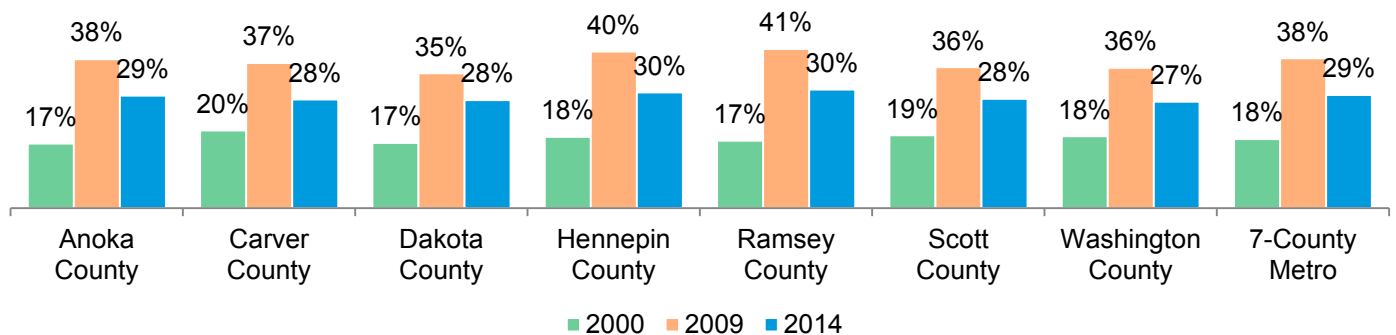 38%
29%
17%
37%
28%
20%
35%
28%
17%
40%
30%
18%
41%
30%
17%
36%
28%
19%
36%
27%
18%
38%
29%
18%
Anoka
County
Carver
County
Dakota
County
Hennepin
County
Ramsey
County
Scott
County
Washington
County
7-County
Metro
2000 2009 2014